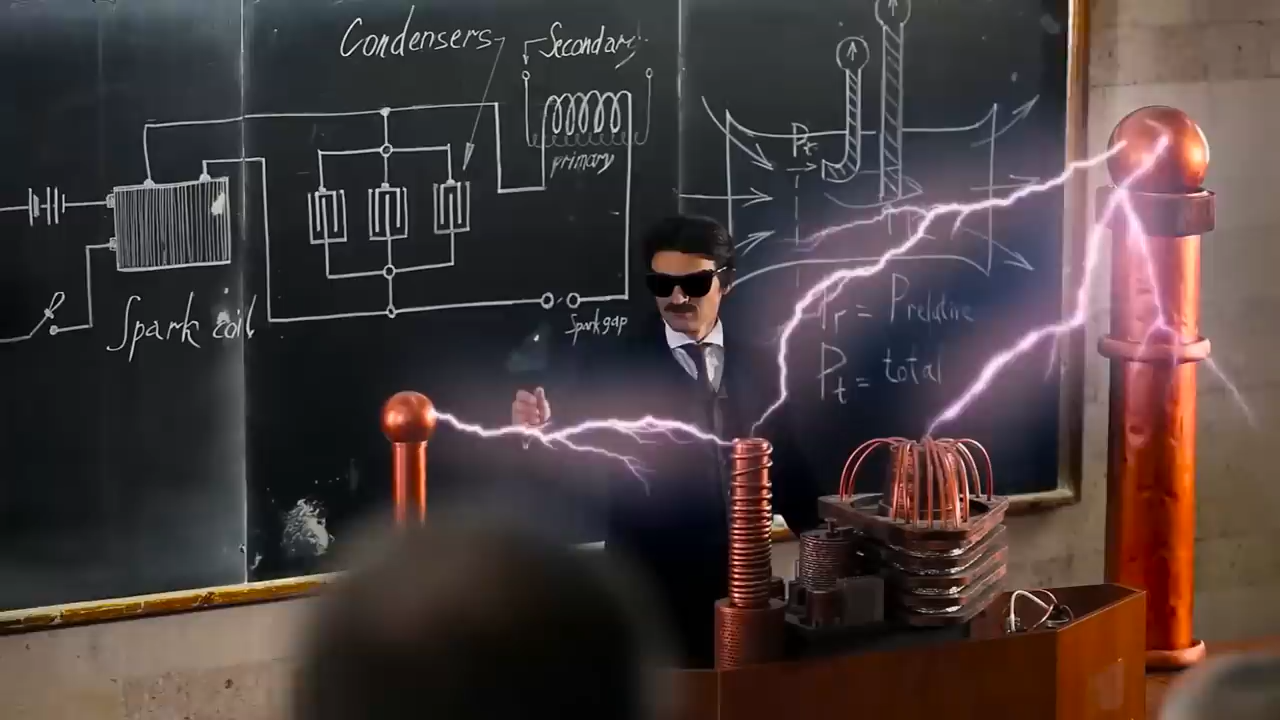 Condensers
Secondary
primary
Spark coil
Spark gap
Pt
Pr = Prelative
Pt = total